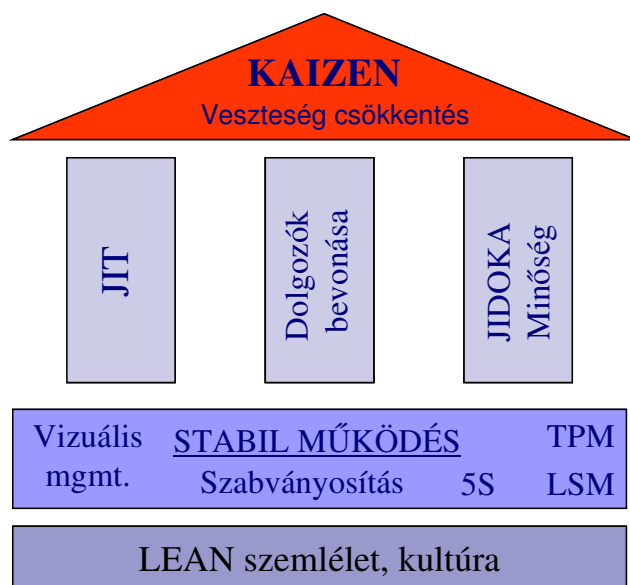 KAIZEN
Veszteség csökkentés
JIT
Dolgozók
bevonása
JIDOKA
Minőség
Vizuális
mgmt.
STABIL MŰKÖDÉS
Szabványosítás
5S
TPM
LSM
LEAN szemlélet, kultúra